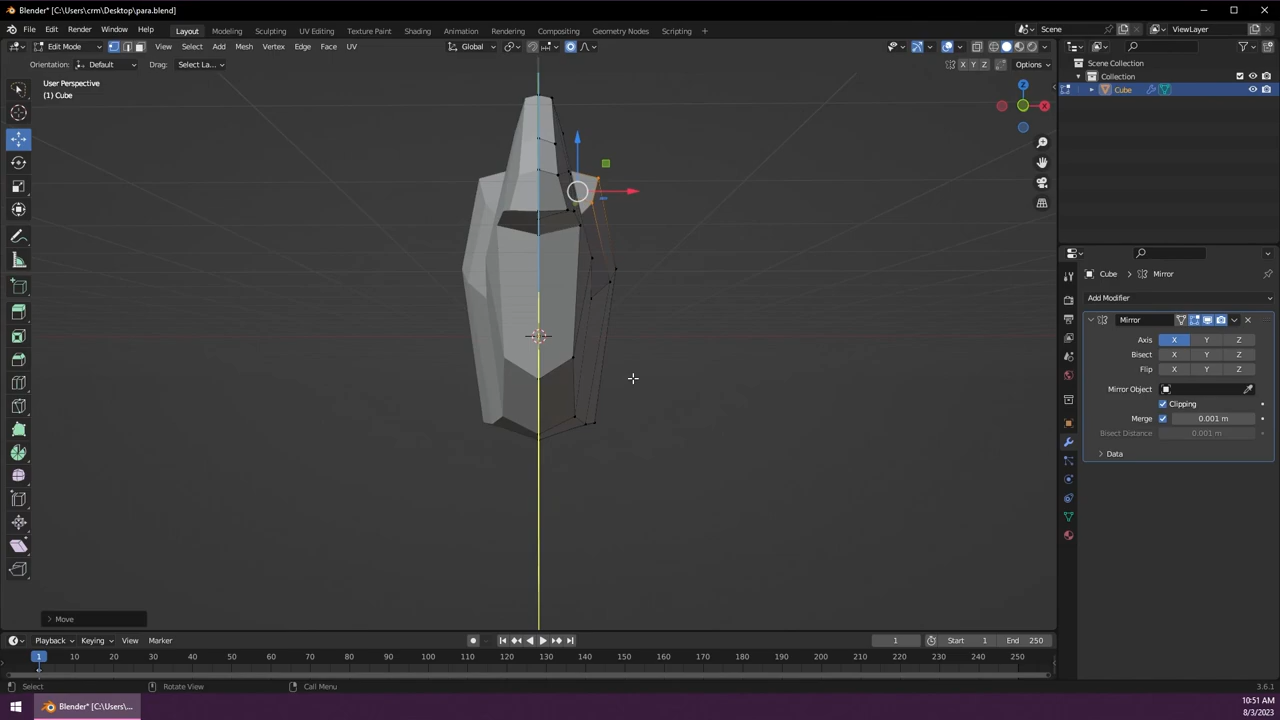 Blender* [C:\Users\crm\Desktop\para.blend]
File Edit Render Window Help Layout Modeling Sculpting UV Editing Texture Paint Shading Animation Rendering Compositing Geometry Nodes Scripting + Scene ViewLayer
Edit Mode View Select Add Mesh Vertex Edge Face UV Global
Orientation: Default Drag: Select La... X Y Z Options
User Perspective
(1) Cube
Z
X
Scene Collection
Collection
Cube
Cube Mirror
Add Modifier
Mirror
Axis X Y Z
Bisect X Y Z
Flip X Y Z
Mirror Object
Clipping
Merge 0.001 m
Bisect Distance 0.001 m
Data
Move
Playback Keying View Marker 1 Start 1 End 250
1 10 20 30 40 50 60 70 80 90 100 110 120 130 140 150 160 170 180 190 200 210 220 230 240 250
Select Rotate View Call Menu 3.6.1
Blender* [C:\Users\... 10:51 AM
8/3/2023